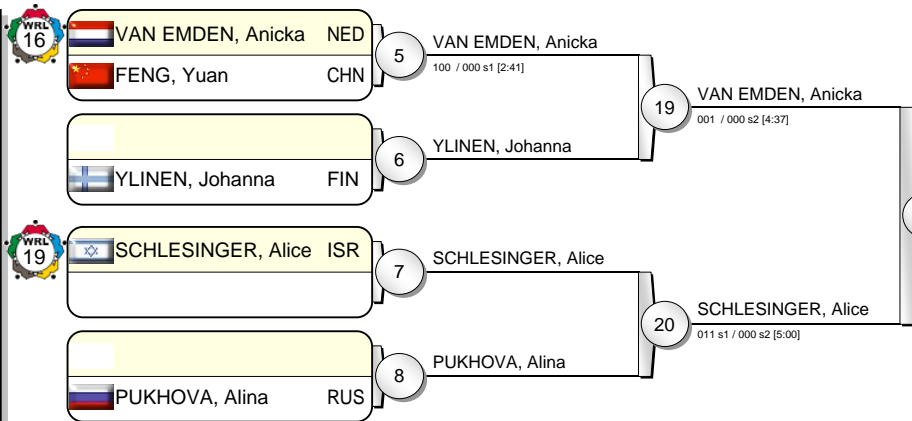 WRL
16
VAN EMDEN, Anicka NED
FENG, Yuan CHN
5
VAN EMDEN, Anicka
100 / 000 s1 [2:41]
19
VAN EMDEN, Anicka
001 / 000 s2 [4:37]
6
YLINEN, Johanna
YLINEN, Johanna FIN
WRL
19
SCHLESINGER, Alice ISR
7
SCHLESINGER, Alice
20
SCHLESINGER, Alice
011 s1 / 000 s2 [5:00]
8
PUKHOVA, Alina
PUKHOVA, Alina RUS